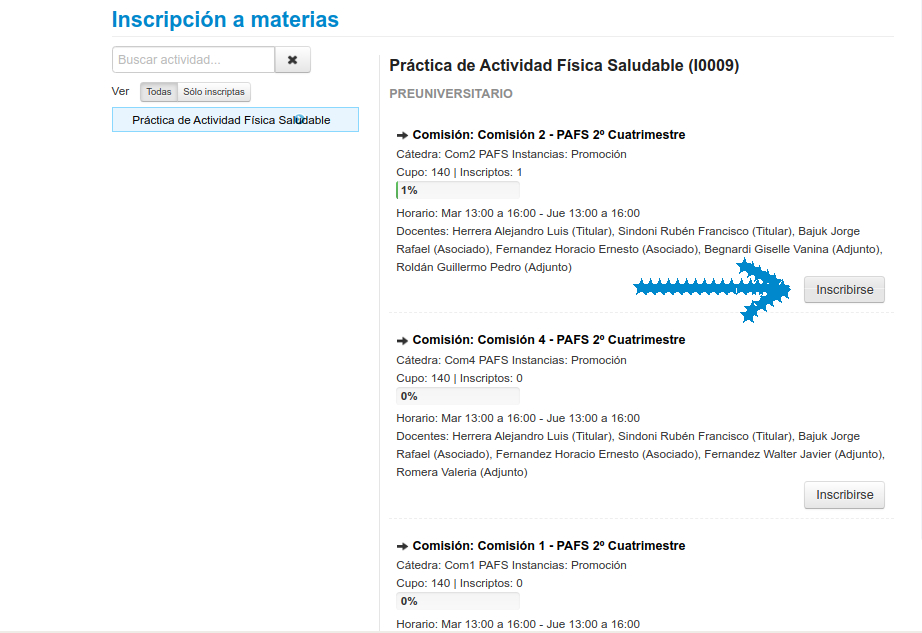 Inscripción a materias
Buscar actividad...
Ver Todas Sólo inscriptas
Práctica de Actividad Física Saludable
Práctica de Actividad Física Saludable (I0009)
PREUNIVERSITARIO
Comisión: Comisión 2 - PAFS 2º Cuatrimestre
Cátedra: Com2 PAFS Instancias: Promoción
Cupo: 140 | Inscriptos: 1
1%
Horario: Mar 13:00 a 16:00 - Jue 13:00 a 16:00
Docentes: Herrera Alejandro Luis (Titular), Sindoni Rubén Francisco (Titular), Bajuk Jorge
Rafael (Asociado), Fernandez Horacio Ernesto (Asociado), Begnardi Giselle Vanina (Adjunto),
Roldán Guillermo Pedro (Adjunto)
Inscribirse
Comisión: Comisión 4 - PAFS 2º Cuatrimestre
Cátedra: Com4 PAFS Instancias: Promoción
Cupo: 140 | Inscriptos: 0
0%
Horario: Mar 13:00 a 16:00 - Jue 13:00 a 16:00
Docentes: Herrera Alejandro Luis (Titular), Sindoni Rubén Francisco (Titular), Bajuk Jorge
Rafael (Asociado), Fernandez Horacio Ernesto (Asociado), Fernandez Walter Javier (Adjunto),
Romera Valeria (Adjunto)
Inscribirse
Comisión: Comisión 1 - PAFS 2º Cuatrimestre
Cátedra: Com1 PAFS Instancias: Promoción
Cupo: 140 | Inscriptos: 0
0%
Horario: Mar 13:00 a 16:00 - Jue 13:00 a 16:00